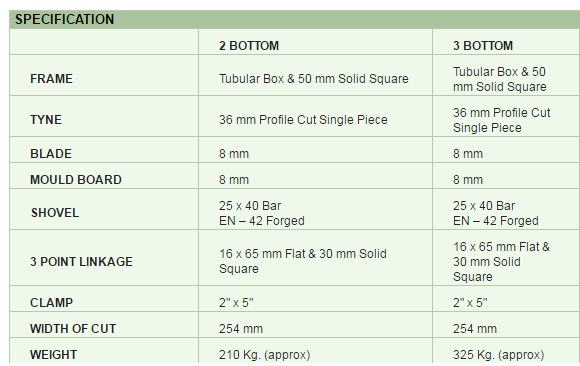 SPECIFICATION
2 BOTTOM 3 BOTTOM
FRAME Tubular Box & 50 mm Solid Square Tubular Box & 50
mm Solid Square
TYNE 36 mm Profile Cut Single Piece 36 mm Profile Cut
Single Piece
BLADE 8 mm 8 mm
MOULD BOARD 8 mm 8 mm
SHOVEL 25 x 40 Bar 25 x 40 Bar
EN – 42 Forged EN – 42 Forged
3 POINT LINKAGE 16 x 65 mm Flat & 30 mm Solid 16 x 65 mm Flat &
Square 30 mm Solid
Square
CLAMP 2" x 5" 2" x 5"
WIDTH OF CUT 254 mm 254 mm
WEIGHT 210 Kg. (approx) 325 Kg. (approx)